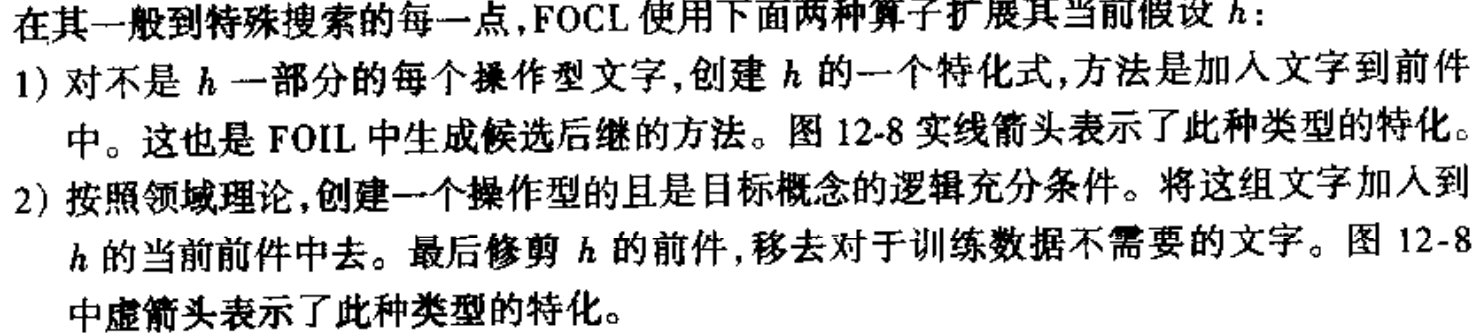 在其一般到特殊搜索的每一点,FOCL 使用下面两种算子扩展其当前假设 h:
1) 对不是 h 一部分的每个操作型文字,创建 h 的一个特化式,方法是加入文字到前件
中。这也是 FOIL 中生成候选后继的方法。图 12-8 实线箭头表示了此种类型的特化。
2) 按照领域理论,创建一个操作型的且是目标概念的逻辑充分条件。将这组文字加入到
h 的当前前件中去。最后修剪 h 的前件,移去对于训练数据不需要的文字。图 12-8
中虚箭头表示了此种类型的特化。